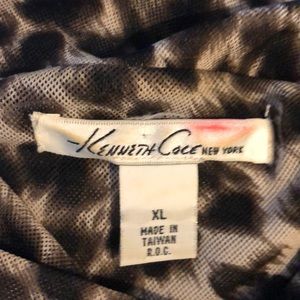 Kenneth Cole NEW YORK
XL
MADE IN
TAIWAN
R.O.C.